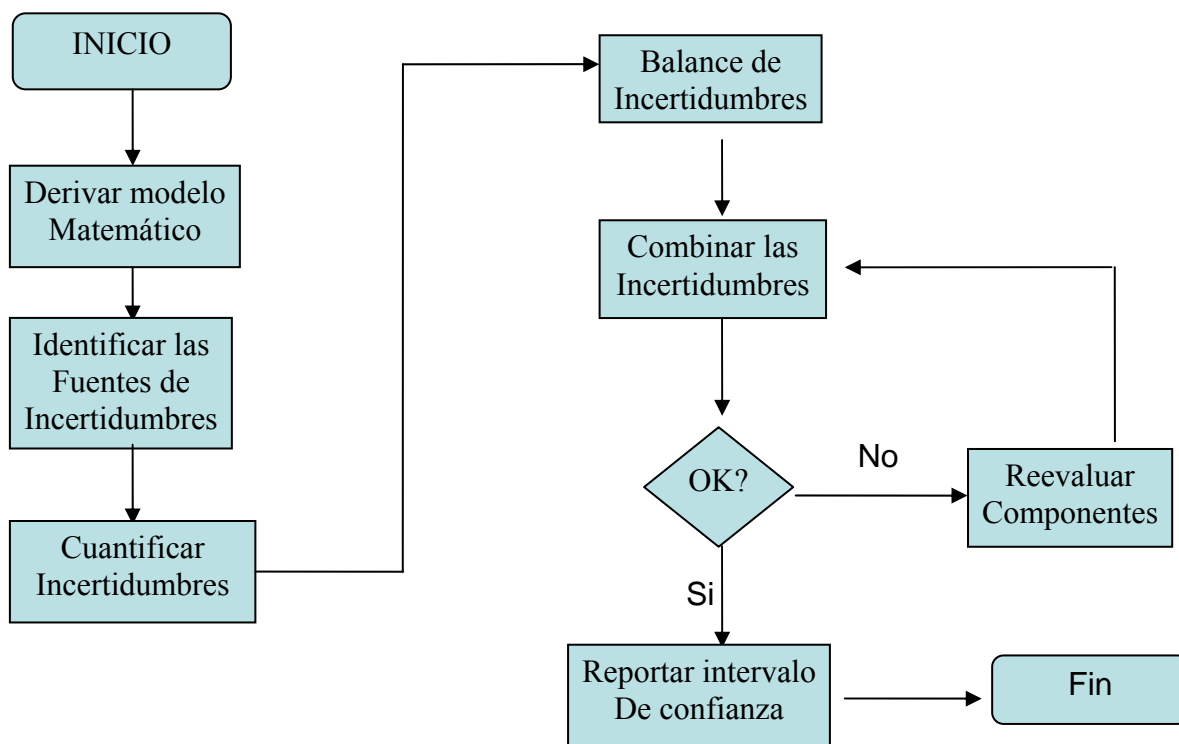 INICIO
Derivar modelo
Matemático
Identificar las
Fuentes de
Incertidumbres
Cuantificar
Incertidumbres
Balance de
Incertidumbres
Combinar las
Incertidumbres
OK?
No
Reevaluar
Componentes
Si
Reportar intervalo
De confianza
Fin